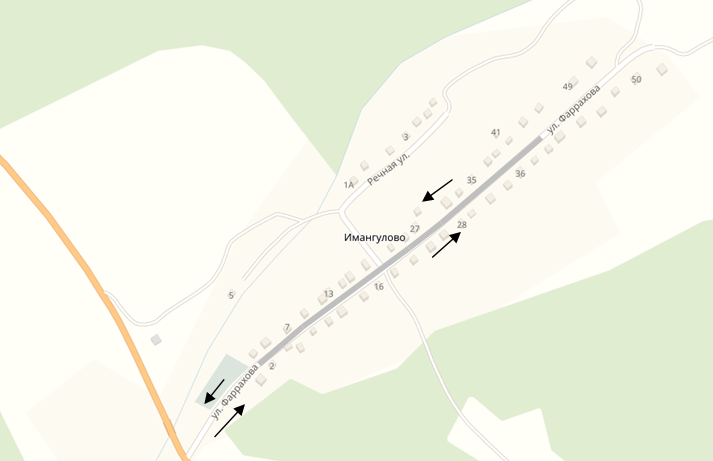 50
49
ул. Фаррахова
41
3
Речная ул.
36
35
1А
28
27
Имангулово
5
16
13
7
2
ул. Фаррахова